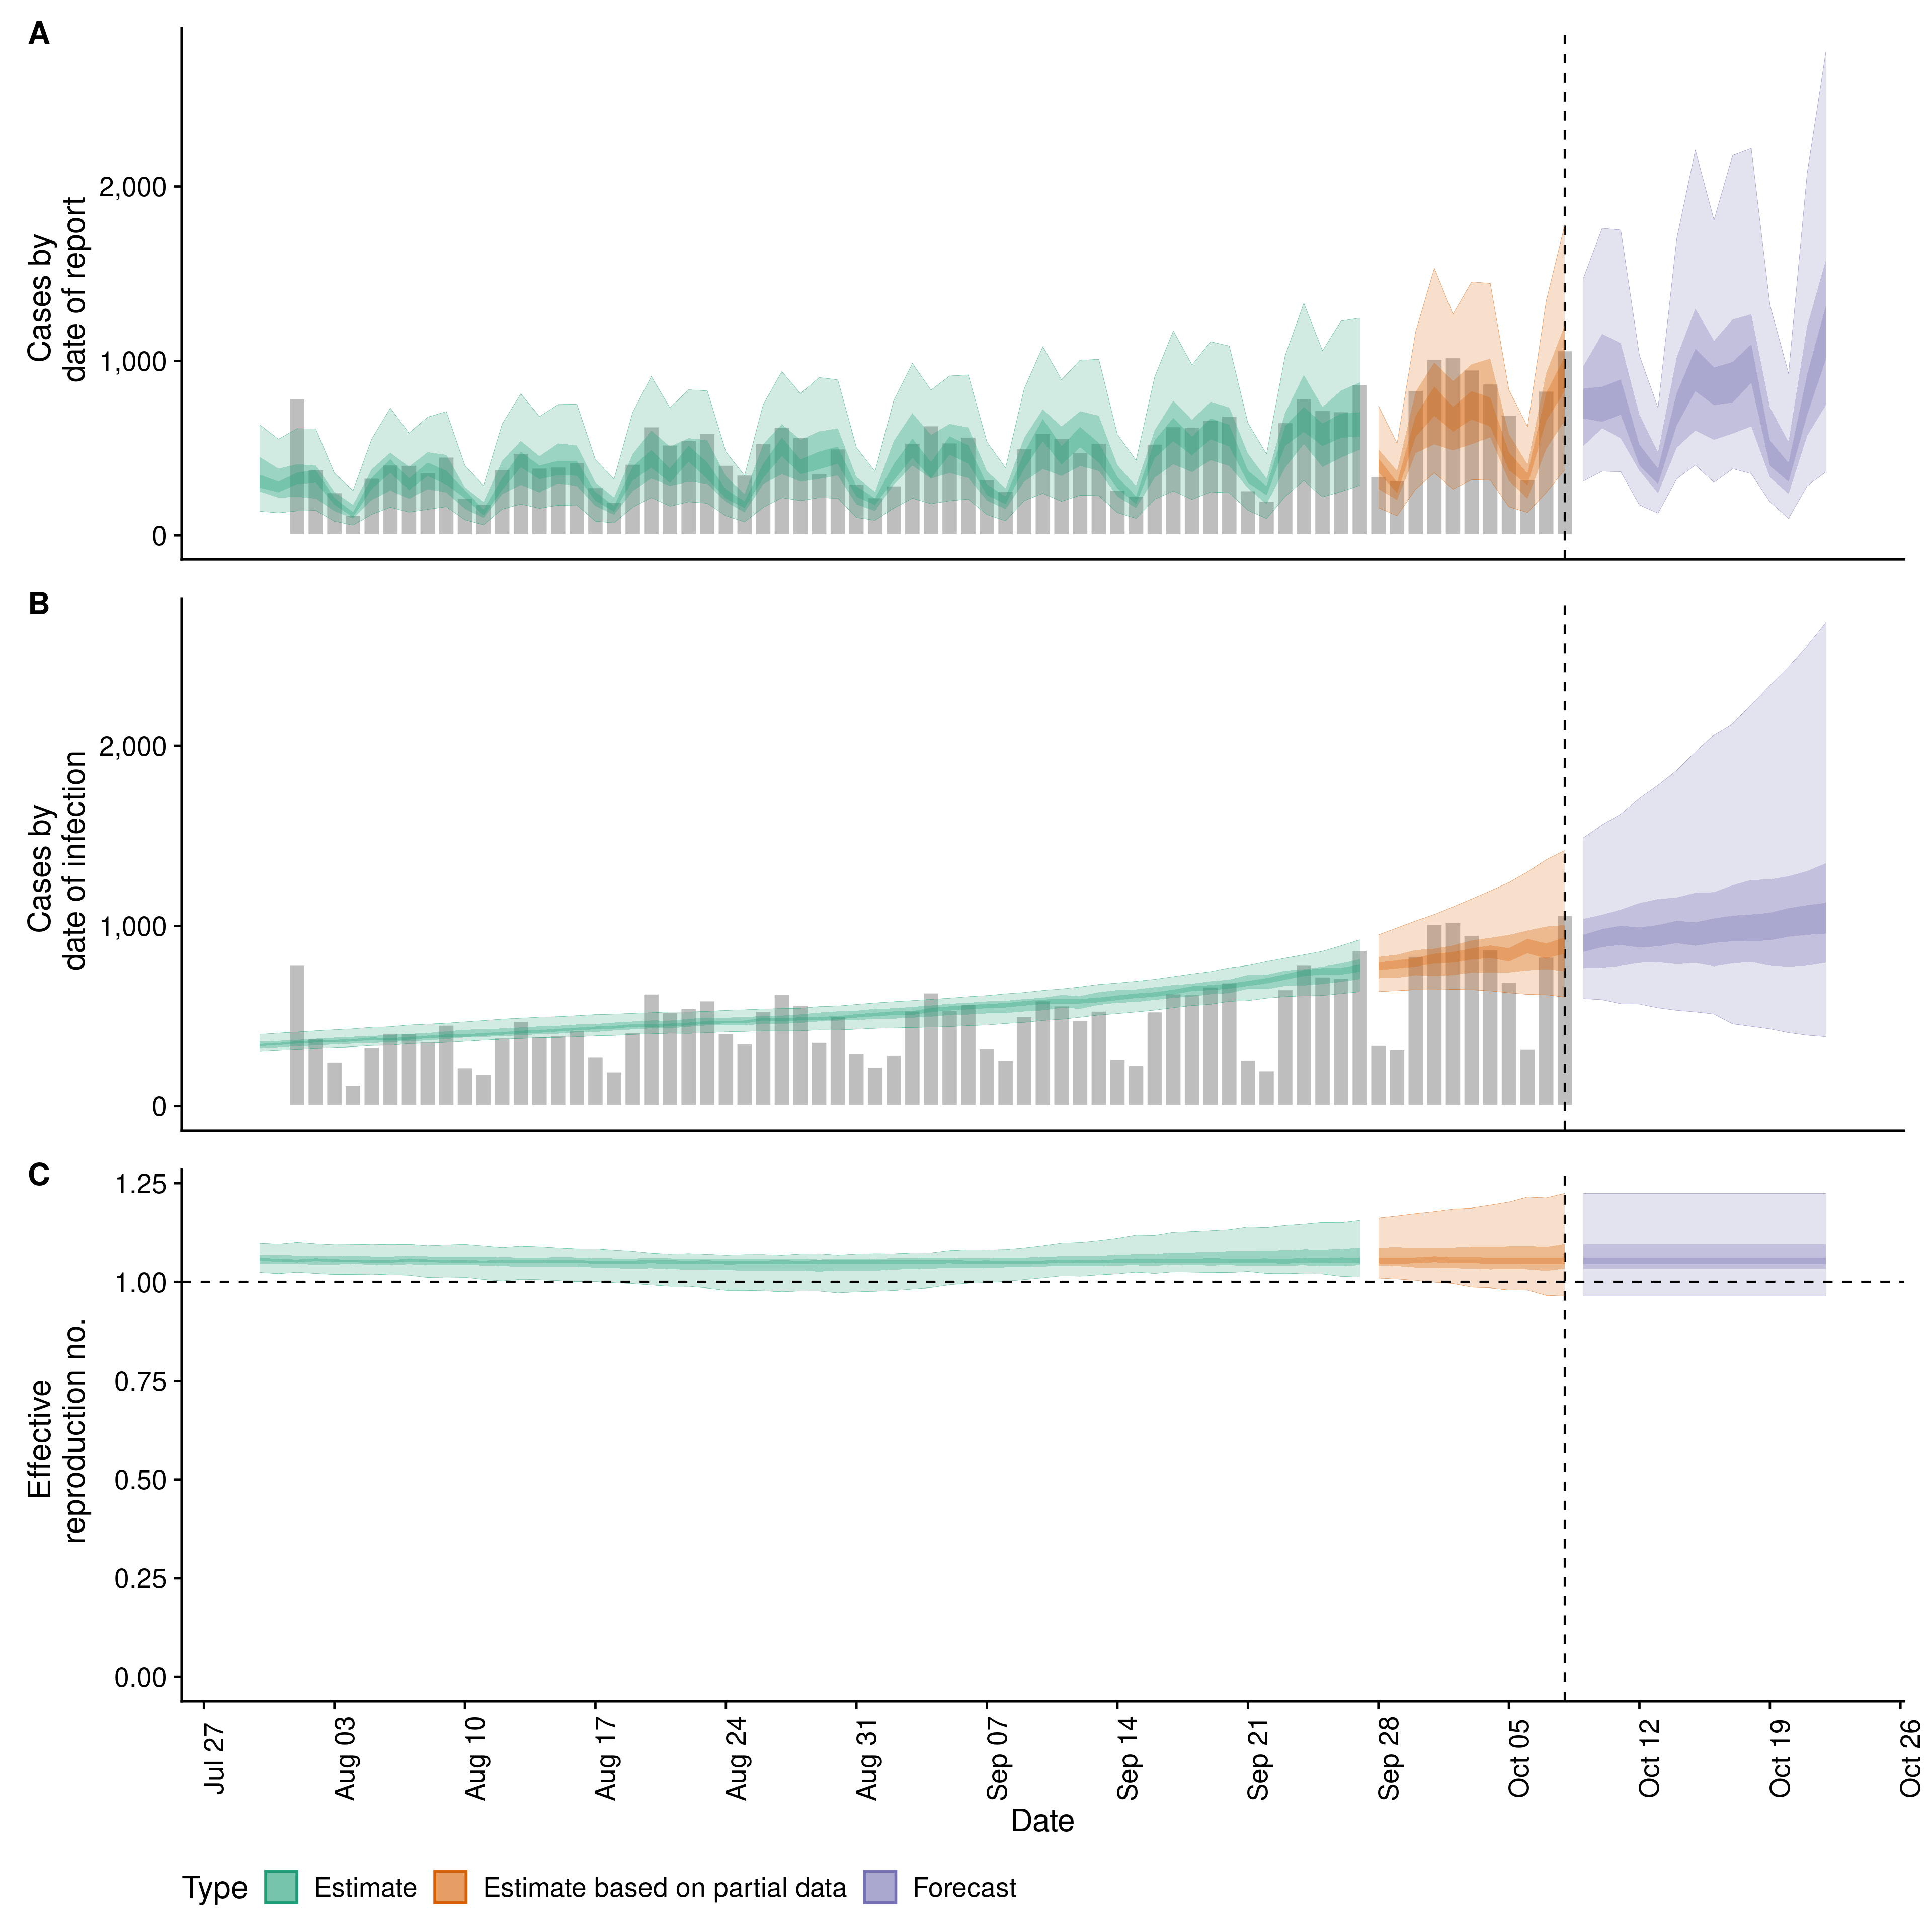 A
Cases by
date of report
2,000
1,000
0
B
Cases by
date of infection
2,000
1,000
0
C
Effective
reproduction no.
1.25
1.00
0.75
0.50
0.25
0.00
Jul 27
Aug 03
Aug 10
Aug 17
Aug 24
Aug 31
Sep 07
Sep 14
Sep 21
Sep 28
Oct 05
Oct 12
Oct 19
Oct 26
Date
Type Estimate Estimate based on partial data Forecast